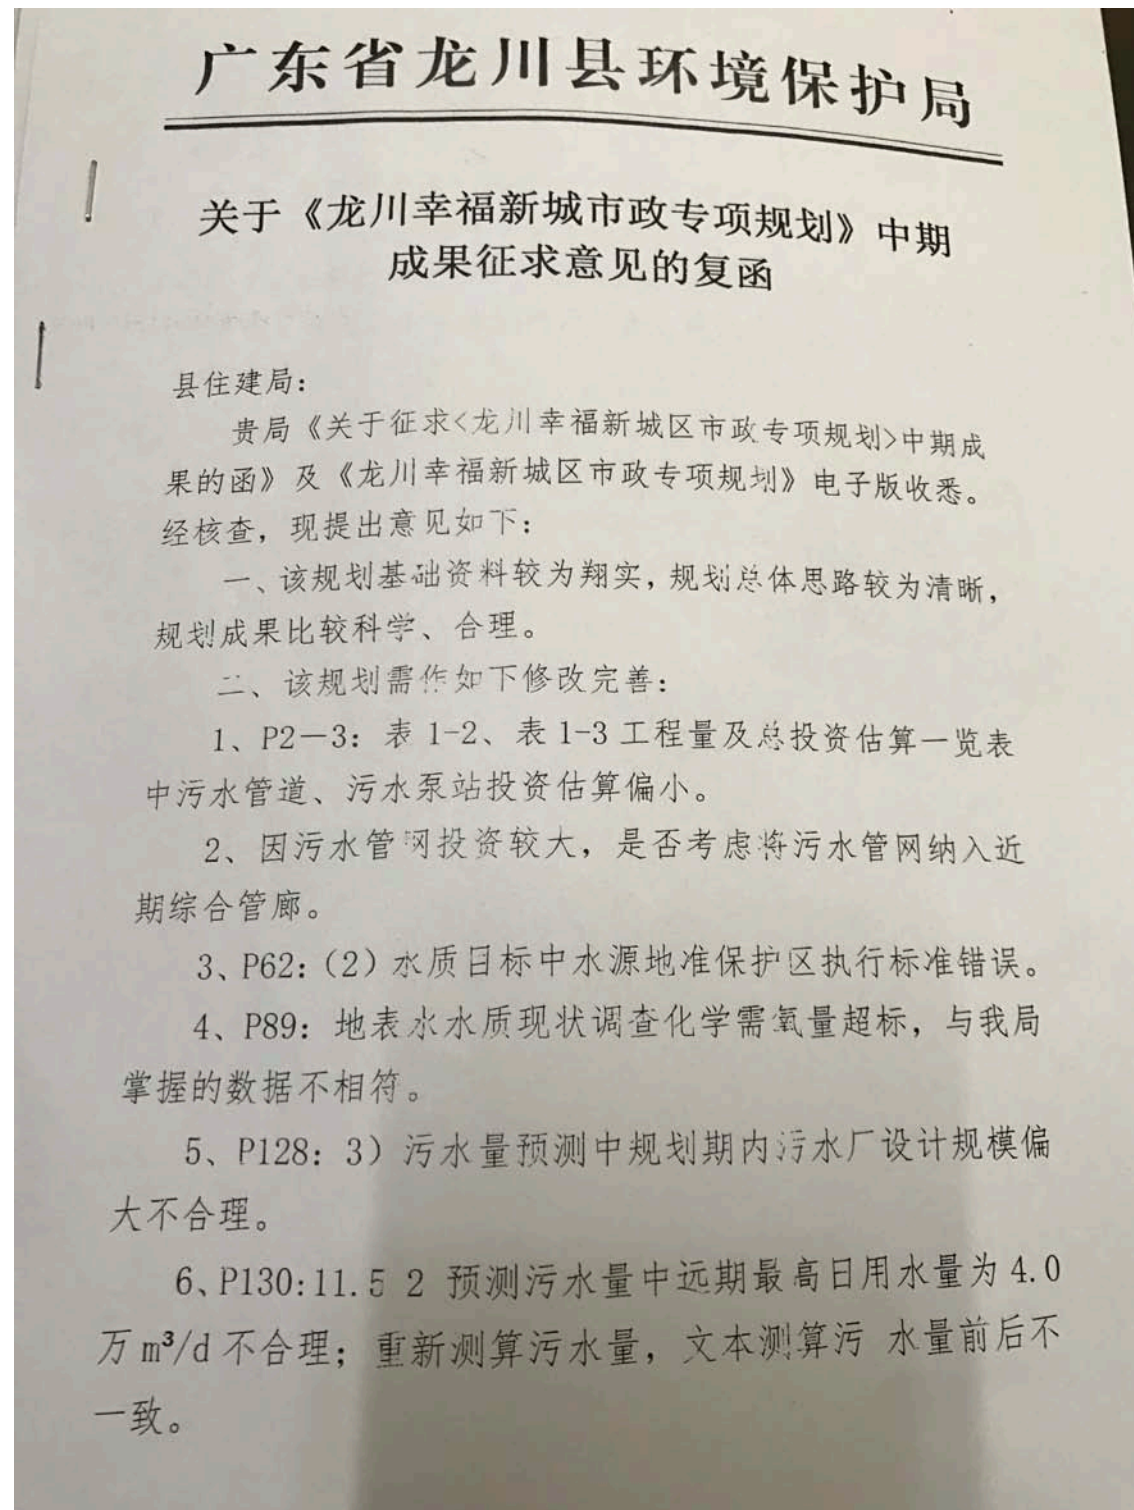 广东省龙川县环境保护局
关于《龙川幸福新城市政专项规划》中期
成果征求意见的复函
县住建局：
贵局《关于征求<龙川幸福新城区市政专项规划>中期成
果的函》及《龙川幸福新城区市政专项规划》电子版收悉。
经核查，现提出意见如下：
一、该规划基础资料较为翔实，规划总体思路较为清晰，
规划成果比较科学、合理。
二、该规划需作如下修改完善：
1、P2－3：表 1-2、表 1-3 工程量及总投资估算一览表
中污水管道、污水泵站投资估算偏小。
2、因污水管网投资较大，是否考虑将污水管网纳入近
期综合管廊。
3、P62：（2）水质目标中水源地准保护区执行标准错误。
4、P89：地表水水质现状调查化学需氧量超标，与我局
掌握的数据不相符。
5、P128：3）污水量预测中规划期内污水厂设计规模偏
大不合理。
6、P130：11.5 2 预测污水量中远期最高日用水量为 4.0
万 m³/d 不合理；重新测算污水量，文本测算污 水量前后不
一致。